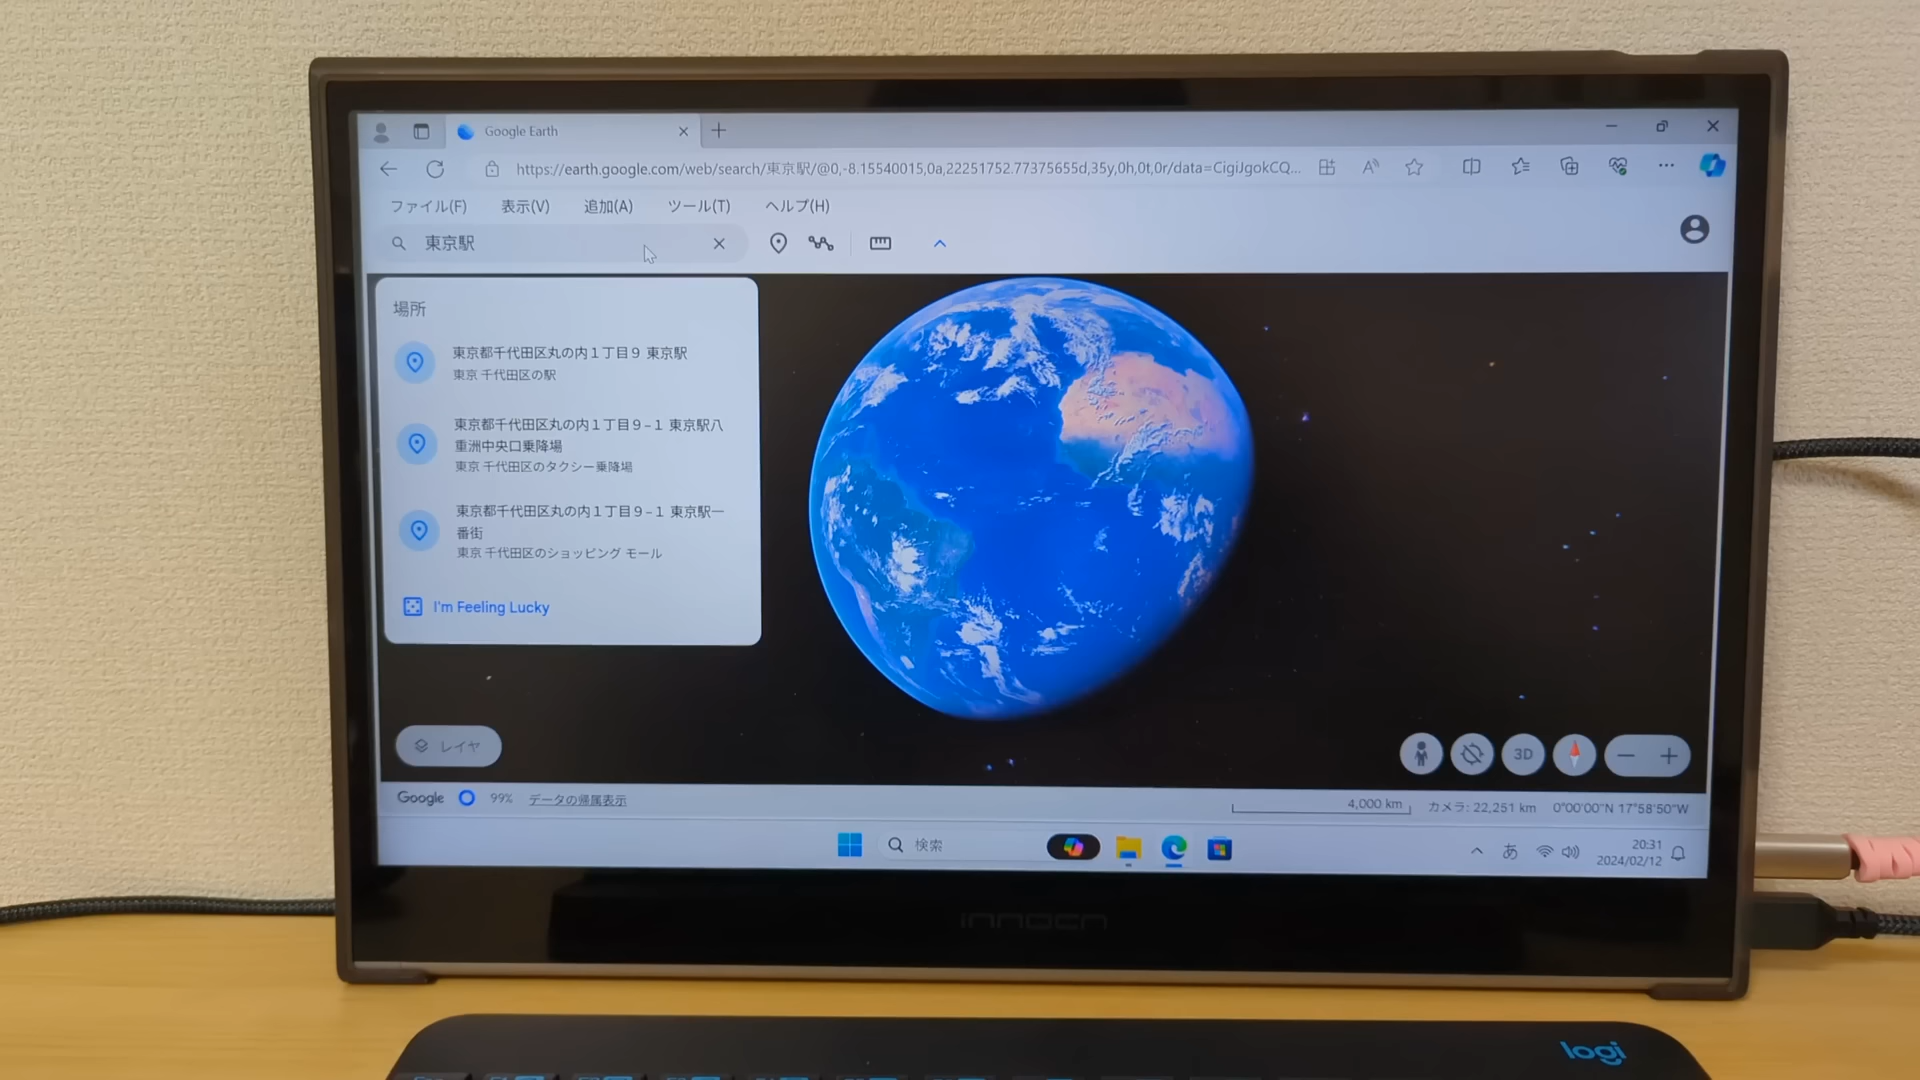 Google Earth
https://earth.google.com/web/search/東京駅/@0,-8.15540015,0a,22251752.77375655d,35y,0h,0t,0r/data=CigiJgokCQ...
ファイル(F) 表示(V) 追加(A) ツール(T) ヘルプ(H)
東京駅
場所
東京都千代田区丸の内1丁目9 東京駅
東京 千代田区の駅
東京都千代田区丸の内1丁目9−1 東京駅八
重洲中央口乗降場
東京 千代田区のタクシー乗降場
東京都千代田区丸の内1丁目9−1 東京駅一
番街
東京 千代田区のショッピング モール
I'm Feeling Lucky
レイヤ
3D
Google 99% データの帰属表示
4,000 km カメラ: 22,251 km 0°00'00"N 17°58'50"W
検索
あ
20:31
2024/02/12
INNOCN
logi